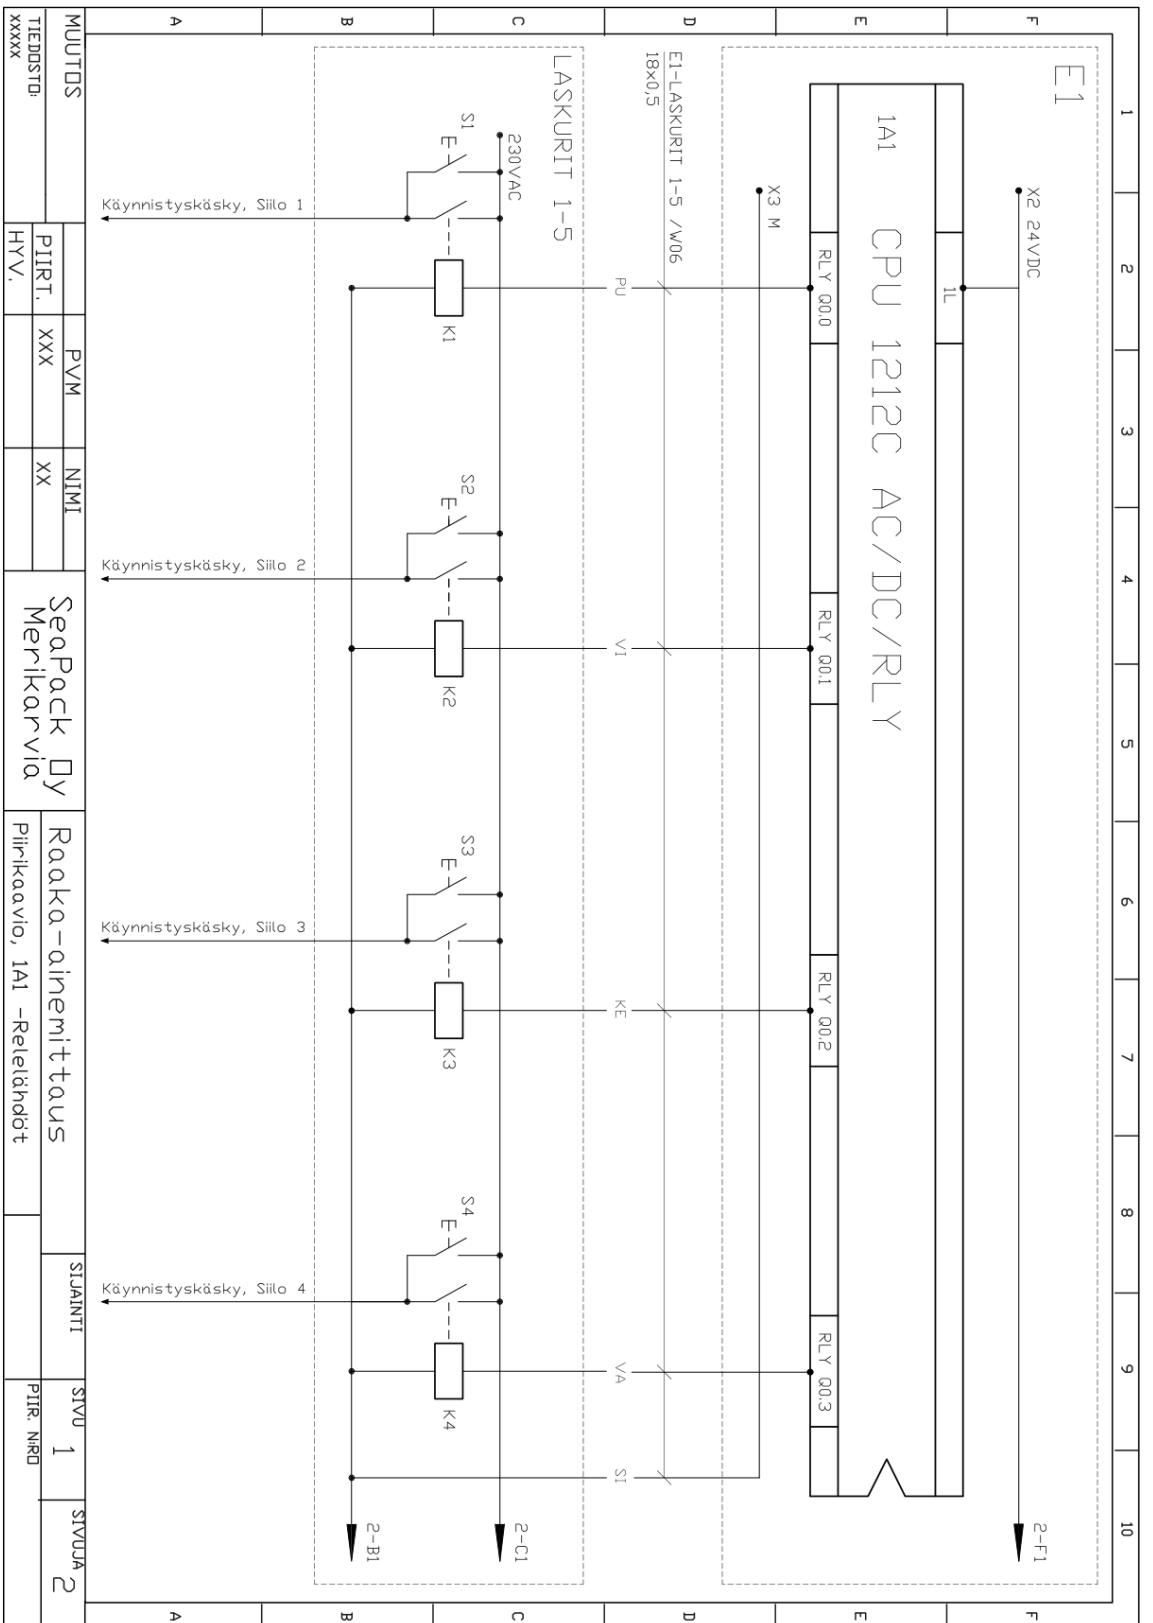 1 2 3 4 5 6 7 8 9 10
F
E
D
C
B
A
F
E
D
C
B
A
E1
X2 24VDC
2-F1
1L
1A1 CPU 1212C AC/DC/RLY
RLY Q0.0
RLY Q0.1
RLY Q0.2
RLY Q0.3
X3 M
E1-LASKURIT 1-5 /W06
18x0,5
PU
VI
KE
VA
SI
LASKURIT 1-5
230VAC
2-C1
S1
K1
S2
K2
S3
K3
S4
K4
2-B1
Käynnistyskäsky, Siilo 1
Käynnistyskäsky, Siilo 2
Käynnistyskäsky, Siilo 3
Käynnistyskäsky, Siilo 4
MUUTOS
TIEDOSTO:
XXXXX
PVM
NIMI
PIIRT.
XXX
XX
HYV.
SeaPack Oy
Merikarvia
Raaka-ainemittaus
Piirikaavio, 1A1 -Relelähdöt
SIJAINTI
SIVU
1
SIVUJA
2
PIIR. N:RO